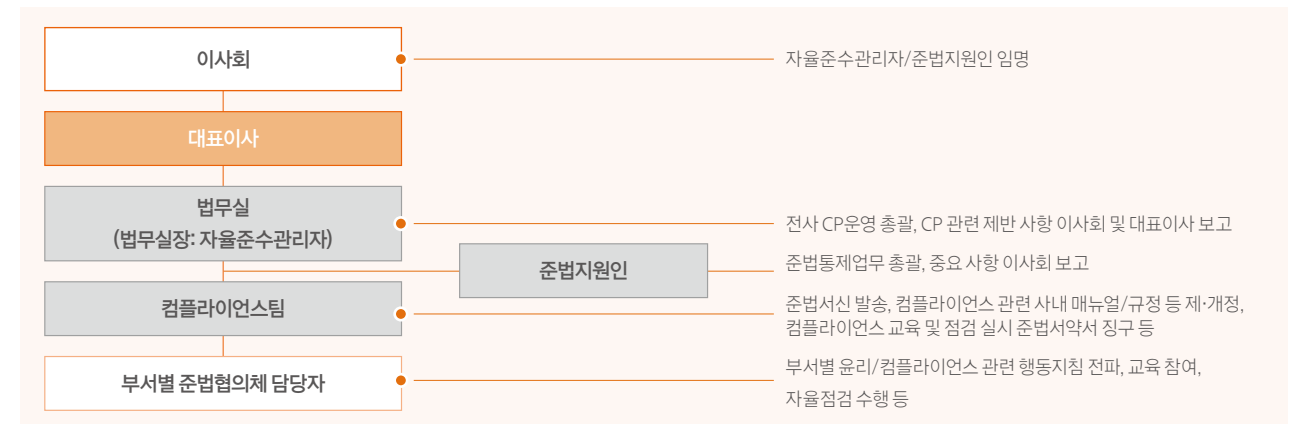 이사회
자율준수관리자/준법지원인 임명
대표이사
법무실
(법무실장: 자율준수관리자)
전사 CP운영 총괄, CP 관련 제반 사항 이사회 및 대표이사 보고
준법지원인
준법통제업무 총괄, 중요 사항 이사회 보고
컴플라이언스팀
준법서신 발송, 컴플라이언스 관련 사내 매뉴얼/규정 등 제·개정,
컴플라이언스 교육 및 점검 실시 준법서약서 징구 등
부서별 준법협의체 담당자
부서별 윤리/컴플라이언스 관련 행동지침 전파, 교육 참여,
자율점검 수행 등